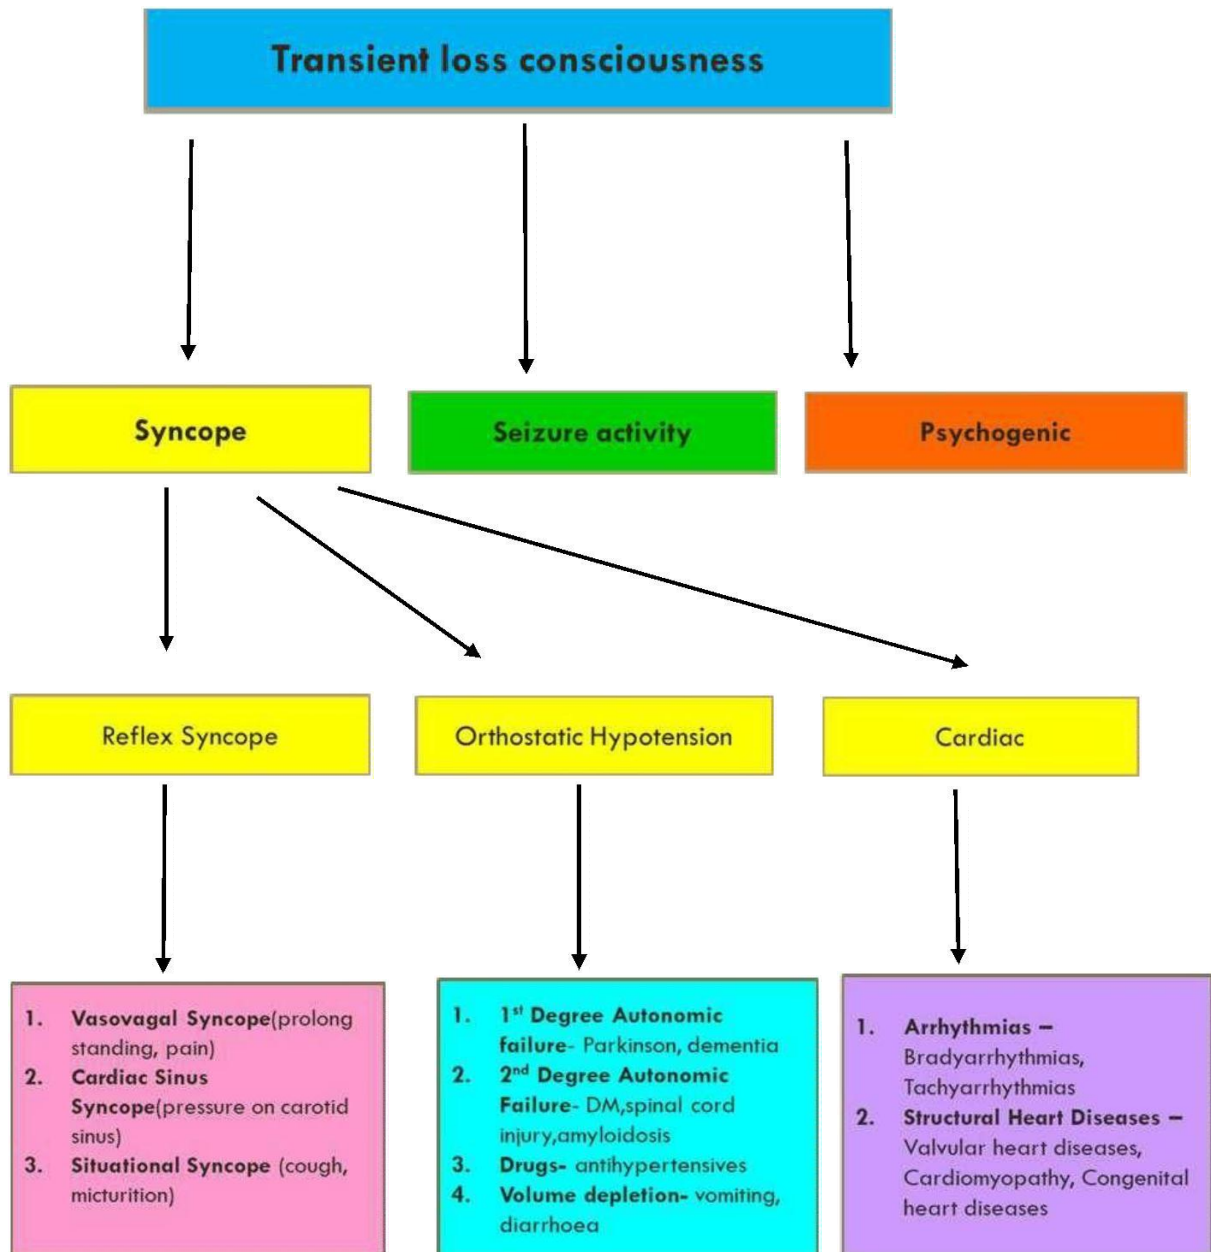 Transient loss consciousness
Syncope
Seizure activity
Psychogenic
Reflex Syncope
Orthostatic Hypotension
Cardiac
1. Vasovagal Syncope(prolong
standing, pain)
2. Cardiac Sinus
Syncope(pressure on carotid
sinus)
3. Situational Syncope (cough,
micturition)
1. 1st Degree Autonomic
failure- Parkinson, dementia
2. 2nd Degree Autonomic
Failure- DM,spinal cord
injury,amyloidosis
3. Drugs- antihypertensives
4. Volume depletion- vomiting,
diarrhoea
1. Arrhythmias –
Bradyarrhythmias,
Tachyarrhythmias
2. Structural Heart Diseases –
Valvular heart diseases,
Cardiomyopathy, Congenital
heart diseases